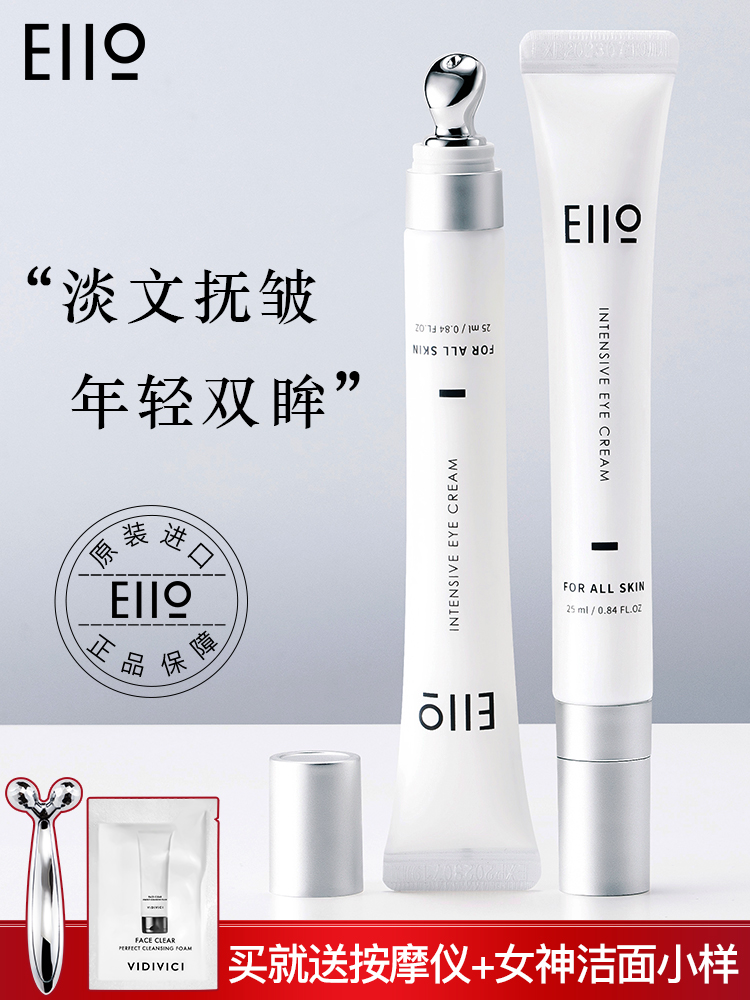 EIIO
“淡文抚皱
年轻双眸”
原装进口
EIIO
正品保障
25 ml / 0.84 FL.OZ
FOR ALL SKIN
INTENSIVE EYE CREAM
EIIO
EIIO
INTENSIVE EYE CREAM
FOR ALL SKIN
25 ml / 0.84 FL.OZ
VIDIVICI
FACE CLEAR
PERFECT CLEANSING FOAM
VIDIVICI
买就送按摩仪+女神洁面小样